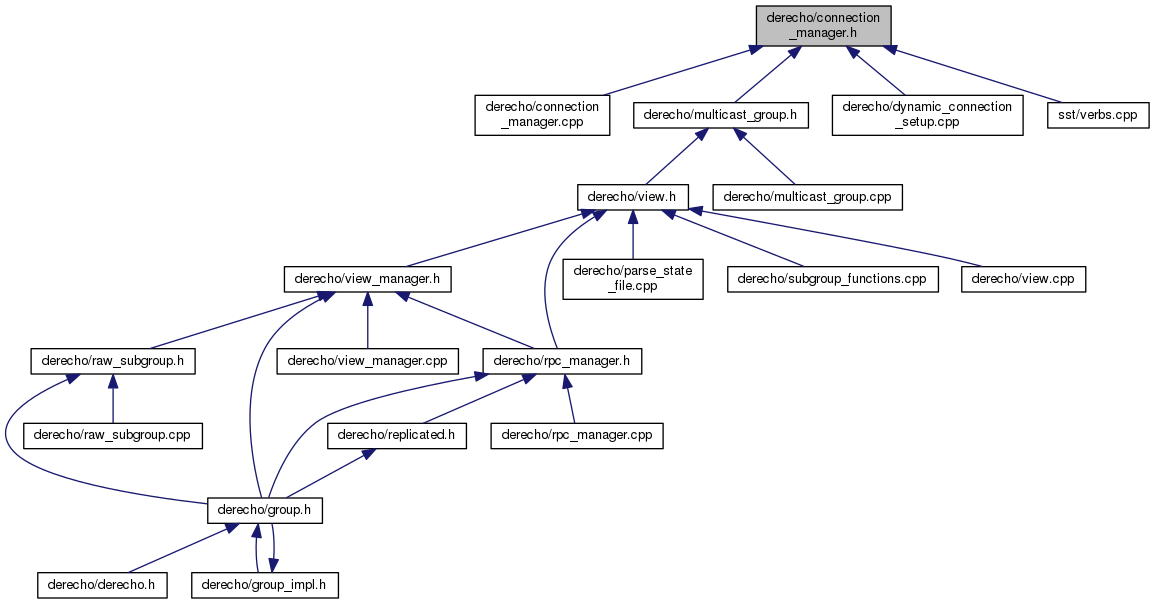 derecho/connection
_manager.h
derecho/connection
_manager.cpp
derecho/multicast_group.h
derecho/dynamic_connection
_setup.cpp
sst/verbs.cpp
derecho/view.h
derecho/multicast_group.cpp
derecho/view_manager.h
derecho/parse_state
_file.cpp
derecho/subgroup_functions.cpp
derecho/view.cpp
derecho/raw_subgroup.h
derecho/view_manager.cpp
derecho/rpc_manager.h
derecho/raw_subgroup.cpp
derecho/replicated.h
derecho/rpc_manager.cpp
derecho/group.h
derecho/derecho.h
derecho/group_impl.h